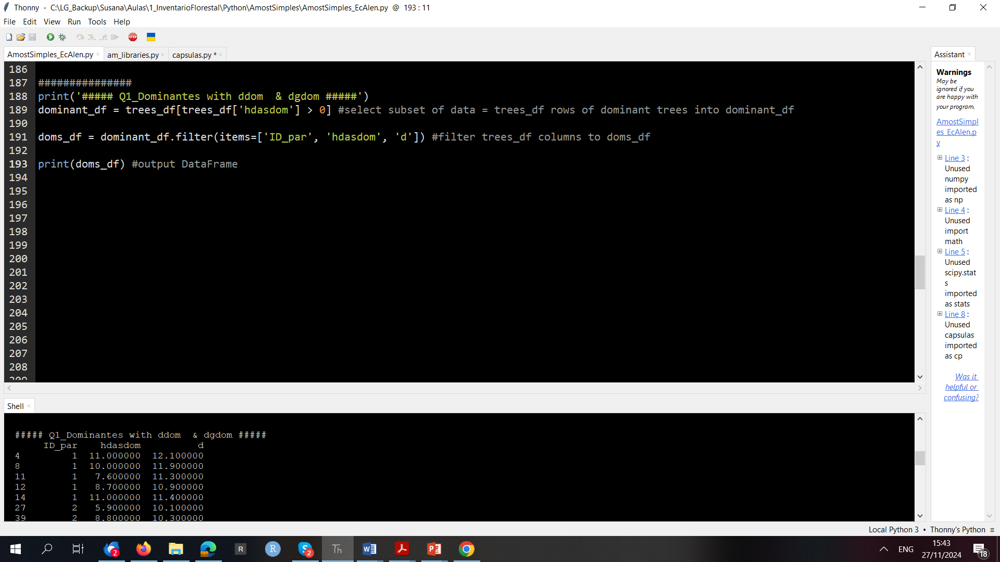 Thonny - C:\LG_Backup\Susana\Aulas\1_InventarioFlorestal\Python\AmostSimples\AmostSimples_EcAlen.py @ 193 : 11
File Edit View Run Tools Help
STOP
AmostSimples_EcAlen.py × am_libraries.py × capsulas.py * ×
186
187 ###############
188 print('##### Q1_Dominantes with ddom  & dgdom #####')
189 dominant_df = trees_df[trees_df['hdasdom'] > 0] #select subset of data = trees_df rows of dominant trees into dominant_df
190
191 doms_df = dominant_df.filter(items=['ID_par', 'hdasdom', 'd']) #filter trees_df columns to doms_df
192
193 print(doms_df) #output DataFrame
194
195
196
197
198
199
200
201
202
203
204
205
206
207
208
209
Shell ×
##### Q1_Dominantes with ddom  & dgdom #####
ID_par hdasdom d
4 1 11.000000 12.100000
8 1 10.000000 11.900000
11 1 7.600000 11.300000
12 1 8.700000 10.900000
14 1 11.000000 11.400000
27 2 5.900000 10.100000
39 2 8.800000 10.300000
Assistant ×
Warnings
May be
ignored if you
are happy with
your program.
AmostSimpl
es_EcAlen.p
y
Line 3 :
Unused
numpy
imported
as np
Line 4 :
Unused
import
math
Line 5 :
Unused
scipy.stat
s
imported
as stats
Line 8 :
Unused
capsulas
imported
as cp
Was it
helpful or
confusing?
Local Python 3 • Thonny's Python ≡
2 R R S 2 Th W P ENG 15:43
27/11/2024 18